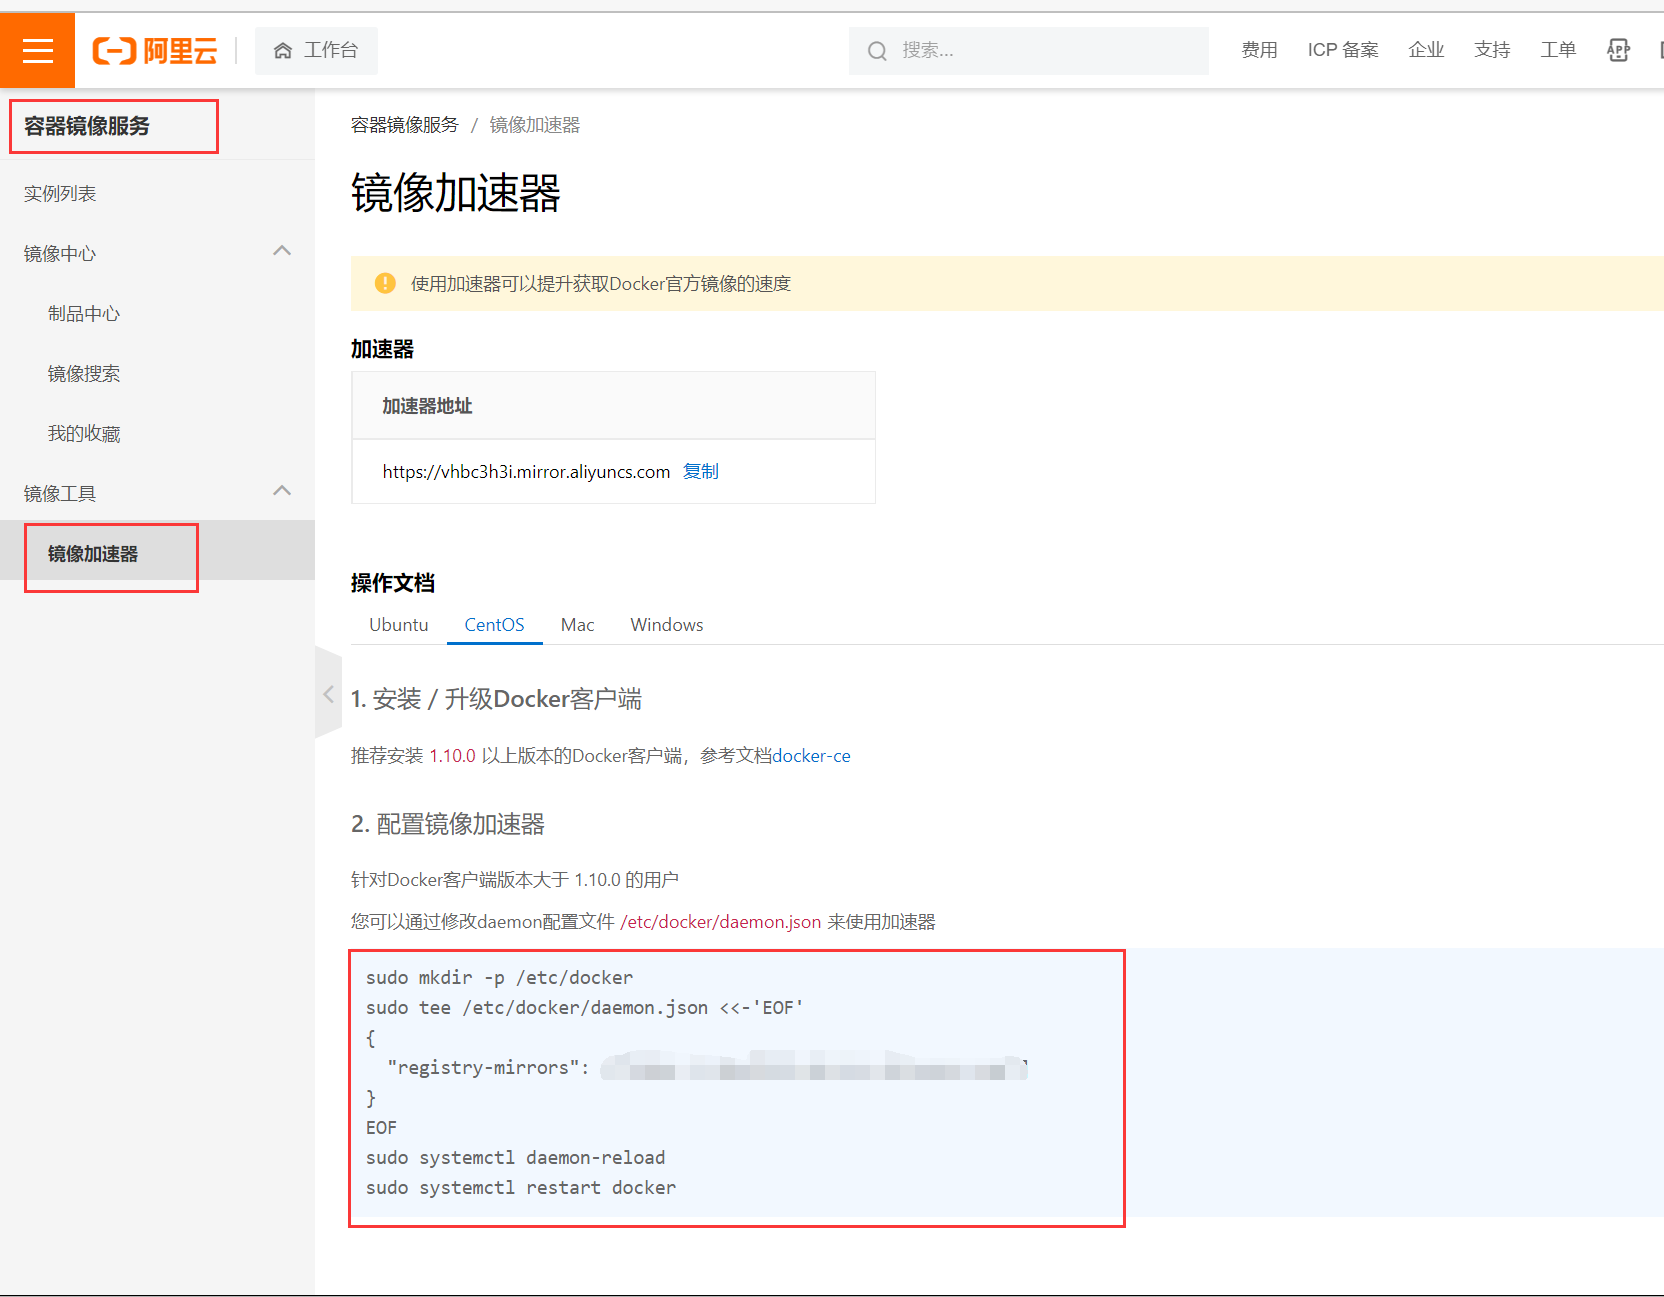 阿里云
工作台
搜索...
费用
ICP 备案
企业
支持
工单
APP
容器镜像服务
实例列表
镜像中心
制品中心
镜像搜索
我的收藏
镜像工具
镜像加速器
容器镜像服务 / 镜像加速器
镜像加速器
使用加速器可以提升获取Docker官方镜像的速度
加速器
加速器地址
https://vhbc3h3i.mirror.aliyuncs.com 复制
操作文档
Ubuntu CentOS Mac Windows
1. 安装 / 升级Docker客户端
推荐安装 1.10.0 以上版本的Docker客户端，参考文档docker-ce
2. 配置镜像加速器
针对Docker客户端版本大于 1.10.0 的用户
您可以通过修改daemon配置文件 /etc/docker/daemon.json 来使用加速器
sudo mkdir -p /etc/docker
sudo tee /etc/docker/daemon.json <<-'EOF'
{
"registry-mirrors":
}
EOF
sudo systemctl daemon-reload
sudo systemctl restart docker